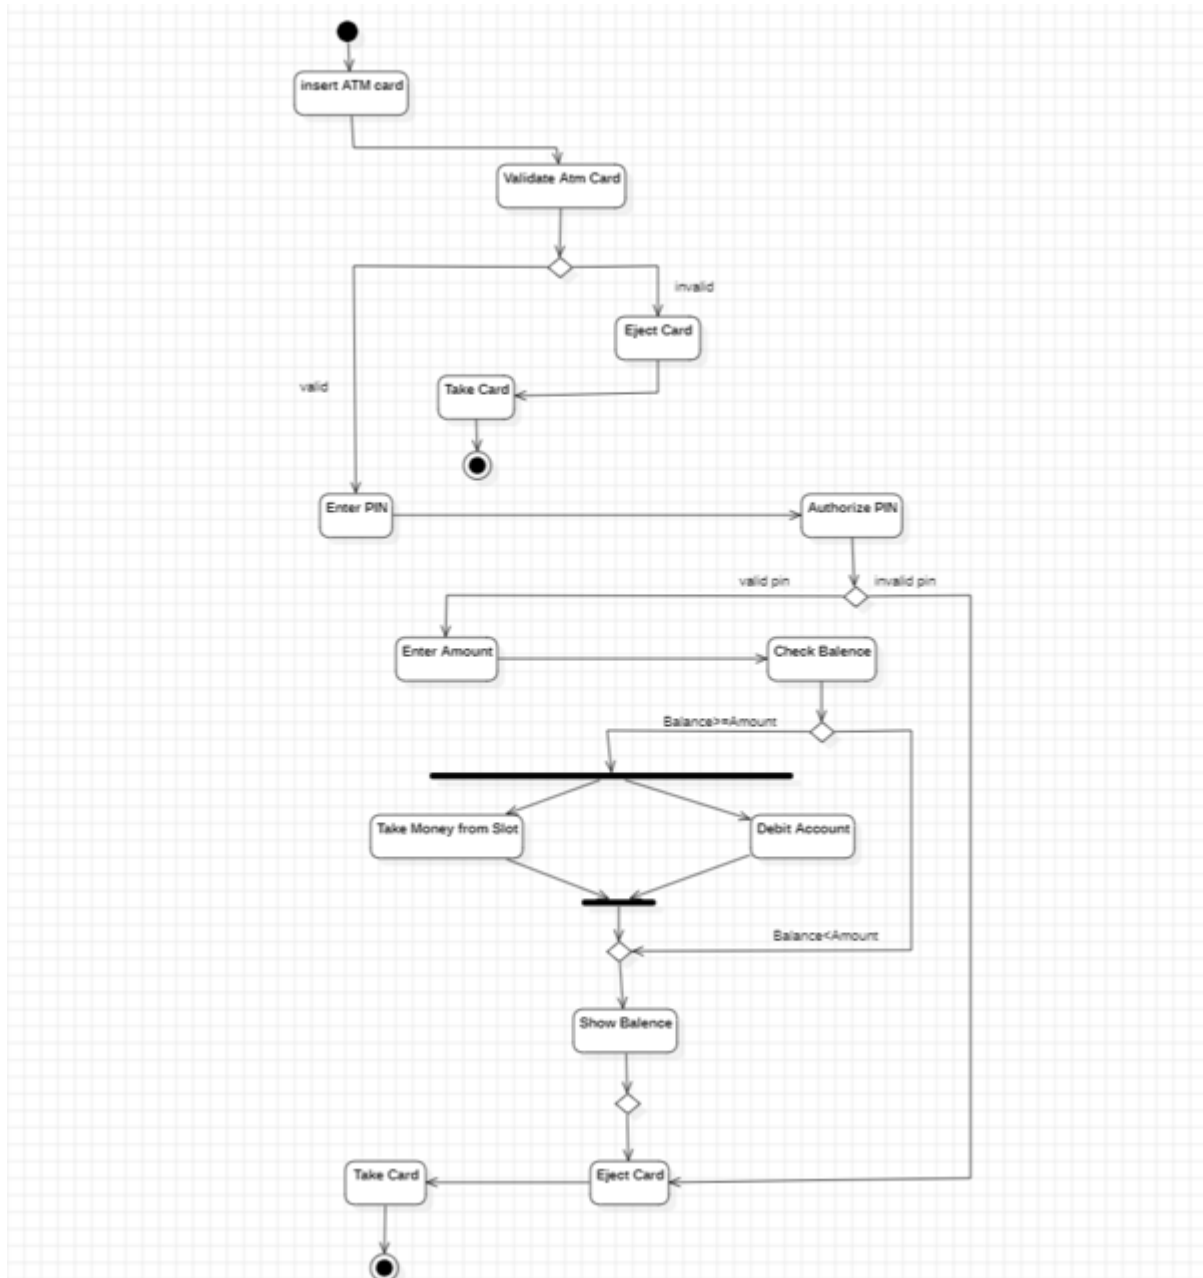 insert ATM card
Validate Atm Card
invalid
Eject Card
valid
Take Card
Enter PIN
Authorize PIN
valid pin
invalid pin
Enter Amount
Check Balence
Balance>=Amount
Take Money from Slot
Debit Account
Balance<Amount
Show Balence
Take Card
Eject Card